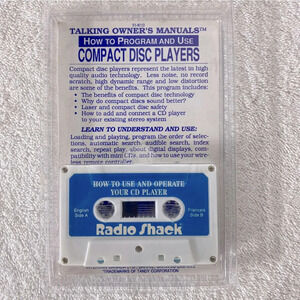 TALKING OWNER'S MANUALS™
HOW TO PROGRAM AND USE
COMPACT DISC PLAYERS
Compact disc players represent the latest in high
quality audio technology. Less noise, no record
scratch, high dynamic range and low distortion
are some of the benefits. This program includes:
• The benefits of compact disc technology
• Why do compact discs sound better?
• Laser and compact disc safety
• How to add and connect a CD player to
your existing stereo system
LEARN TO UNDERSTAND AND USE:
Loading and playing, program the order of selec-
tions, automatic search, audible search, index
search, repeat play, about digital displays, com-
patability with mini CDs, and how to use your wire-
less remote controller.
HOW TO USE AND OPERATE
YOUR CD PLAYER
English
Side A
Français
Side B
Radio Shack
TRADEMARKS OF TANDY CORPORATION